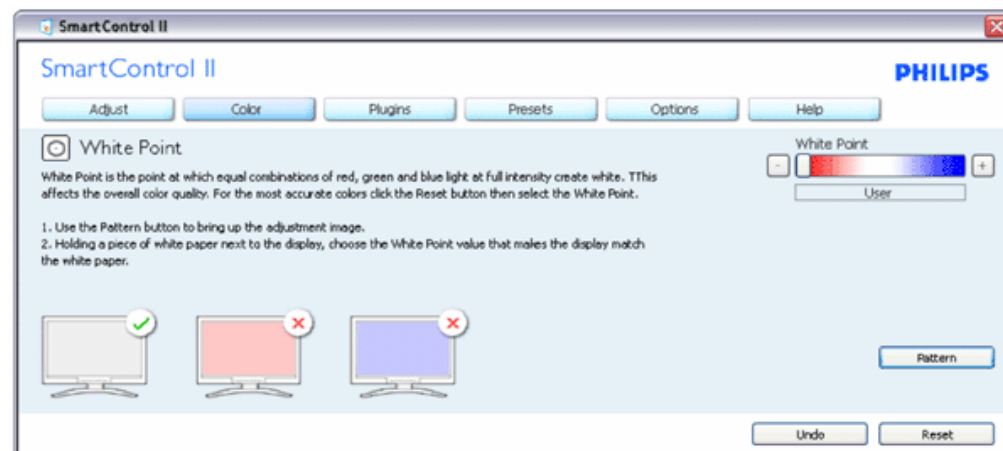 SmartControl II
SmartControl II
PHILIPS
Adjust Color Plugins Presets Options Help
White Point
White Point
White Point is the point at which equal combinations of red, green and blue light at full intensity create white. TThis
affects the overall color quality. For the most accurate colors click the Reset button then select the White Point.
- +
User
1. Use the Pattern button to bring up the adjustment image.
2. Holding a piece of white paper next to the display, choose the White Point value that makes the display match
the white paper.
Pattern
Undo Reset